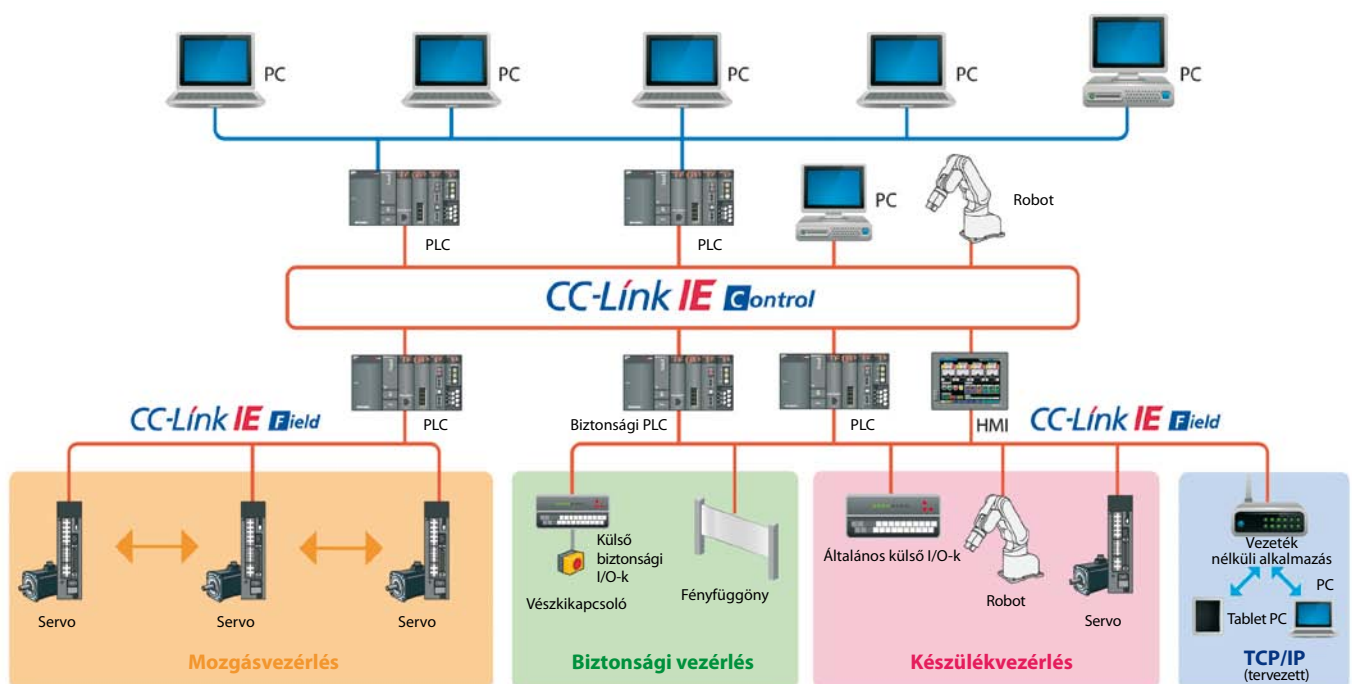 PC
PC
PC
PC
PC
PLC
PLC
PC
Robot
CC-Link IE Control
PLC
Biztonsági PLC
PLC
HMI
CC-Link IE Field
CC-Link IE Field
Servo
Servo
Servo
Mozgásvezérlés
Külső
biztonsági
I/O-k
Vészkikapcsoló
Fényfüggöny
Biztonsági vezérlés
Általános külső I/O-k
Robot
Servo
Készülékvezérlés
Vezeték
nélküli alkalmazás
PC
Tablet PC
TCP/IP
(tervezett)